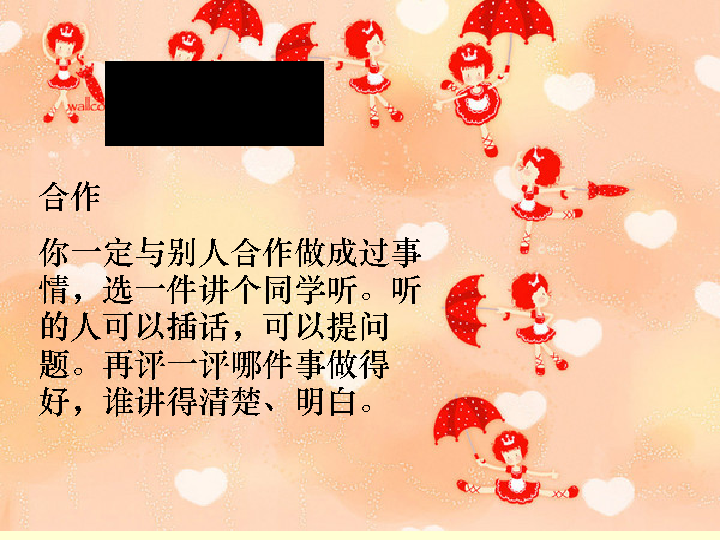 wallco
合作
你一定与别人合作做成过事
情，选一件讲个同学听。听
的人可以插话，可以提问
题。再评一评哪件事做得
好，谁讲得清楚、明白。